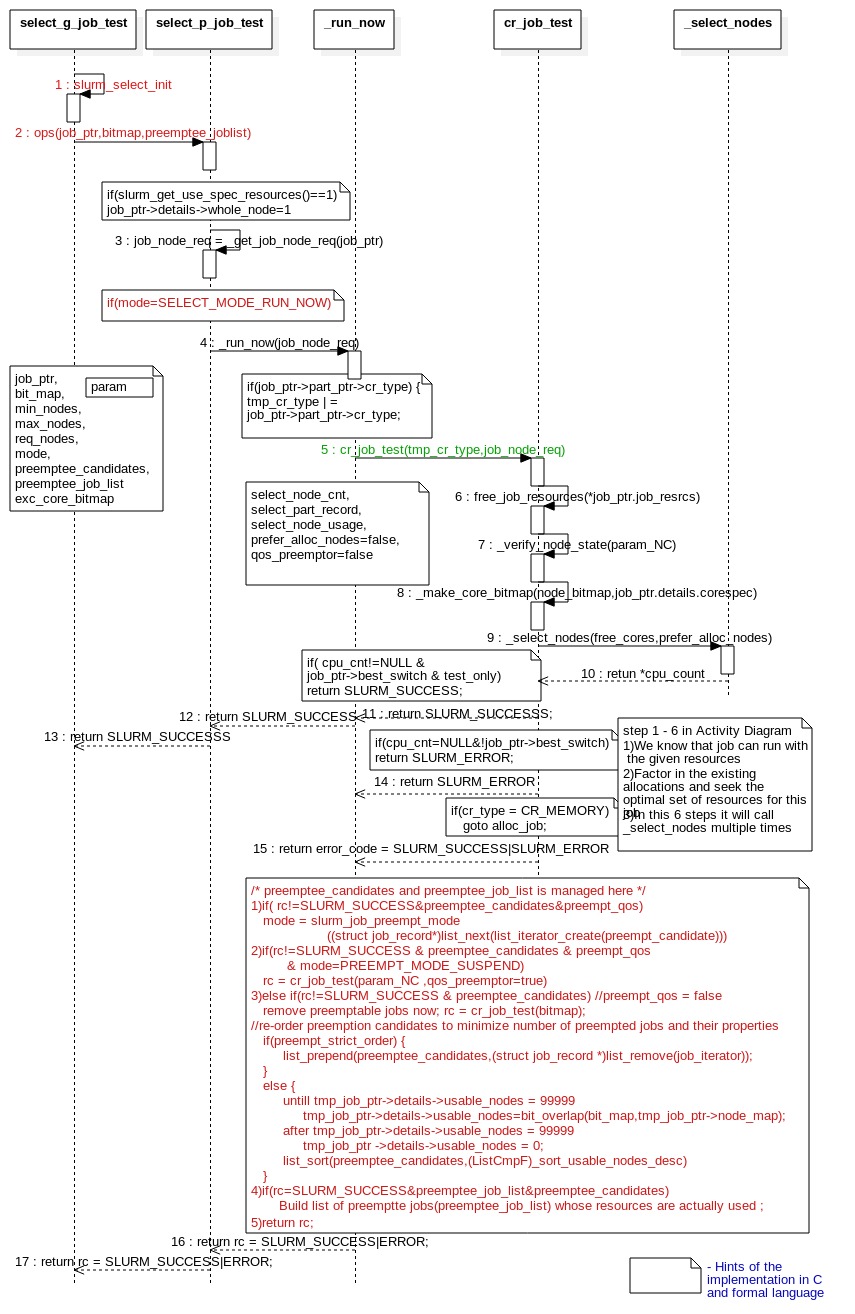 select_g_job_test
select_p_job_test
_run_now
cr_job_test
_select_nodes
1 : slurm_select_init
2 : ops(job_ptr,bitmap,preemptee_joblist)
if(slurm_get_use_spec_resources()==1)
job_ptr->details->whole_node=1
3 : job_node_req = _get_job_node_req(job_ptr)
if(mode=SELECT_MODE_RUN_NOW)
4 : _run_now(job_node_req)
param
job_ptr,
bit_map,
min_nodes,
max_nodes,
req_nodes,
mode,
preemptee_candidates,
preemptee_job_list
exc_core_bitmap
if(job_ptr->part_ptr->cr_type) {
tmp_cr_type | =
job_ptr->part_ptr->cr_type;
5 : cr_job_test(tmp_cr_type,job_node_req)
select_node_cnt,
select_part_record,
select_node_usage,
prefer_alloc_nodes=false,
qos_preemptor=false
6 : free_job_resources(*job_ptr.job_resrcs)
7 : _verify_node_state(param_NC)
8 : _make_core_bitmap(node_bitmap,job_ptr.details.corespec)
9 : _select_nodes(free_cores,prefer_alloc_nodes)
if( cpu_cnt!=NULL &
job_ptr->best_switch & test_only)
return SLURM_SUCCESS;
10 : retun *cpu_count
11 : return SLURM_SUCCESSS;
12 : return SLURM_SUCCESS
13 : return SLURM_SUCCESSS
if(cpu_cnt=NULL&!job_ptr->best_switch)
return SLURM_ERROR;
step 1 - 6 in Activity Diagram
1)We know that job can run with
the given resources
2)Factor in the existing
allocations and seek the
optimal set of resources for this
job
3)In this 6 steps it will call
_select_nodes multiple times
14 : return SLURM_ERROR
if(cr_type = CR_MEMORY)
goto alloc_job;
15 : return error_code = SLURM_SUCCESS|SLURM_ERROR
/* preemptee_candidates and preemptee_job_list is managed here */
1)if( rc!=SLURM_SUCCESS&preemptee_candidates&preempt_qos)
mode = slurm_job_preempt_mode
((struct job_record*)list_next(list_iterator_create(preempt_candidate)))
2)if(rc!=SLURM_SUCCESS & preemptee_candidates & preempt_qos
& mode=PREEMPT_MODE_SUSPEND)
rc = cr_job_test(param_NC ,qos_preemptor=true)
3)else if(rc!=SLURM_SUCCESS & preemptee_candidates) //preempt_qos = false
remove preemptable jobs now; rc = cr_job_test(bitmap);
//re-order preemption candidates to minimize number of preempted jobs and their properties
if(preempt_strict_order) {
list_prepend(preemptee_candidates,(struct job_record *)list_remove(job_iterator));
}
else {
untill tmp_job_ptr->details->usable_nodes = 99999
tmp_job_ptr->details->usable_nodes=bit_overlap(bit_map,tmp_job_ptr->node_map);
after tmp_job_ptr->details->usable_nodes = 99999
tmp_job_ptr ->details->usable_nodes = 0;
list_sort(preemptee_candidates,(ListCmpF)_sort_usable_nodes_desc)
}
4)if(rc=SLURM_SUCCESS&preemptee_job_list&preemptee_candidates)
Build list of preemptte jobs(preemptee_job_list) whose resources are actually used ;
5)return rc;
16 : return rc = SLURM_SUCCESS|ERROR;
17 : return rc = SLURM_SUCCESS|ERROR;
- Hints of the
implementation in C
and formal language